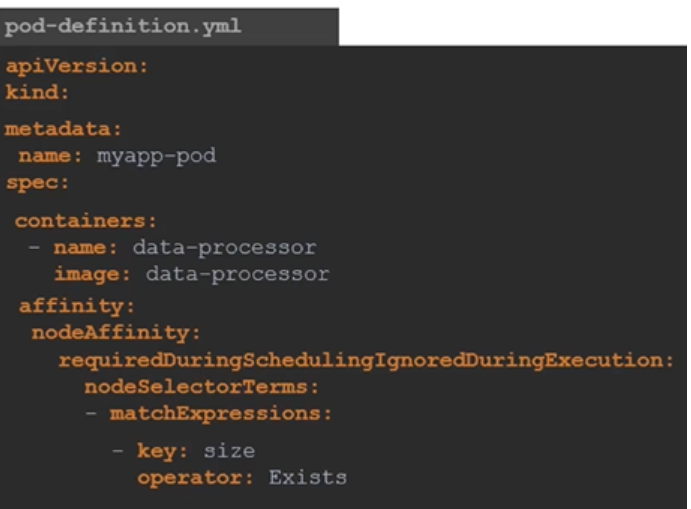 pod-definition.yml
apiVersion:
kind:
metadata:
name: myapp-pod
spec:
containers:
- name: data-processor
image: data-processor
affinity:
nodeAffinity:
requiredDuringSchedulingIgnoredDuringExecution:
nodeSelectorTerms:
- matchExpressions:
- key: size
operator: Exists